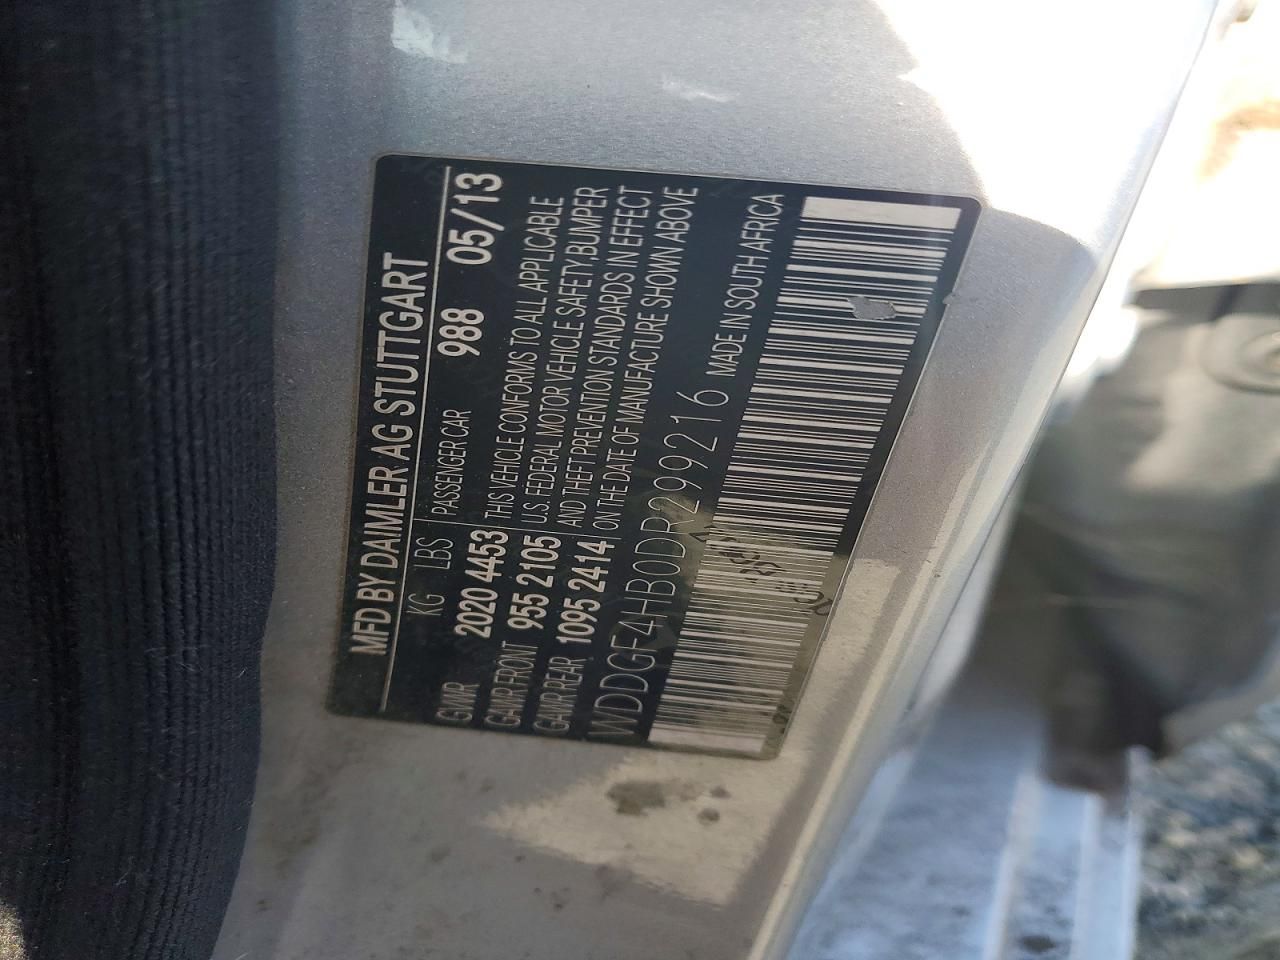 MFD BY DAIMLER AG STUTTGART
KG LBS PASSENGER CAR 988 05/13
GVWR 2020 4453 THIS VEHICLE CONFORMS TO ALL APPLICABLE
GAWR FRONT 955 2105 U.S. FEDERAL MOTOR VEHICLE SAFETY,BUMPER
GAWR REAR 1095 2414 AND THEFT PREVENTION STANDARDS IN EFFECT
ON THE DATE OF MANUFACTURE SHOWN ABOVE
WDDGF4HB0DR299216 MADE IN SOUTH AFRICA